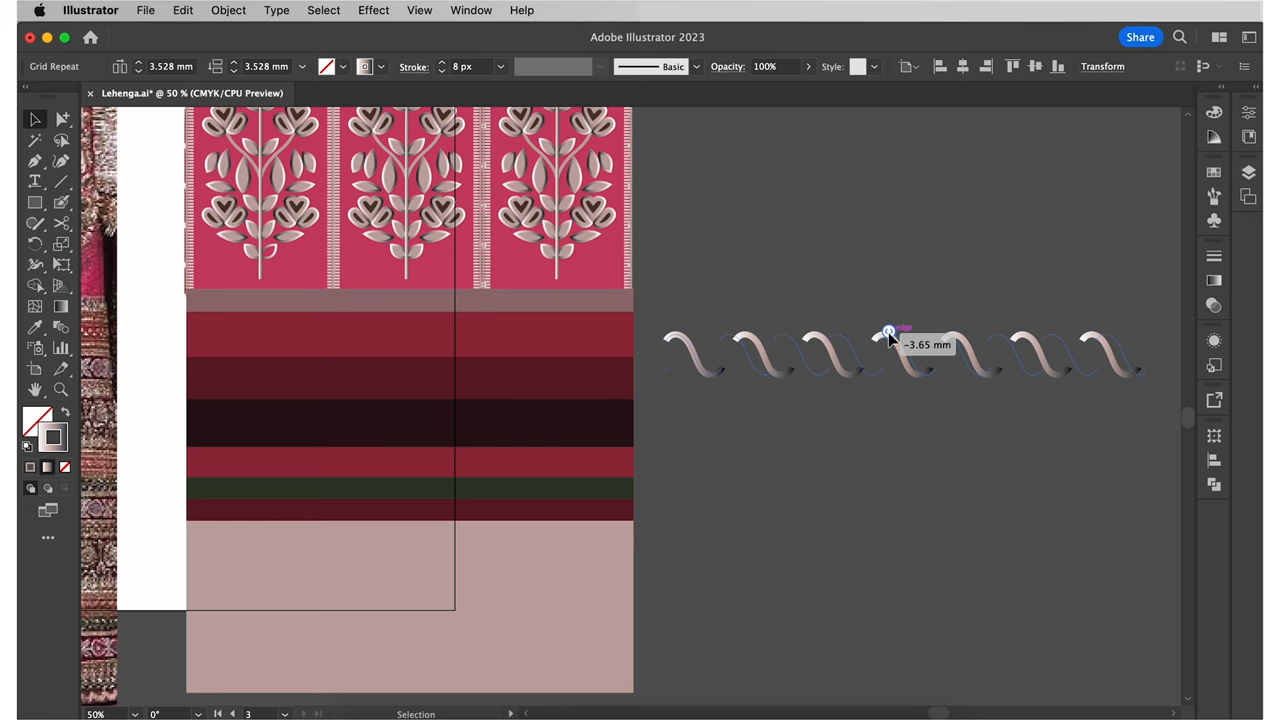 Illustrator File Edit Object Type Select Effect View Window Help
Adobe Illustrator 2023
Share
Grid Repeat 3.528 mm 3.528 mm Stroke: 8 px Basic Opacity: 100% Style: Transform
× Lehenga.ai* @ 50 % (CMYK/CPU Preview)
edge
-3.65 mm
50% 0° 3 Selection